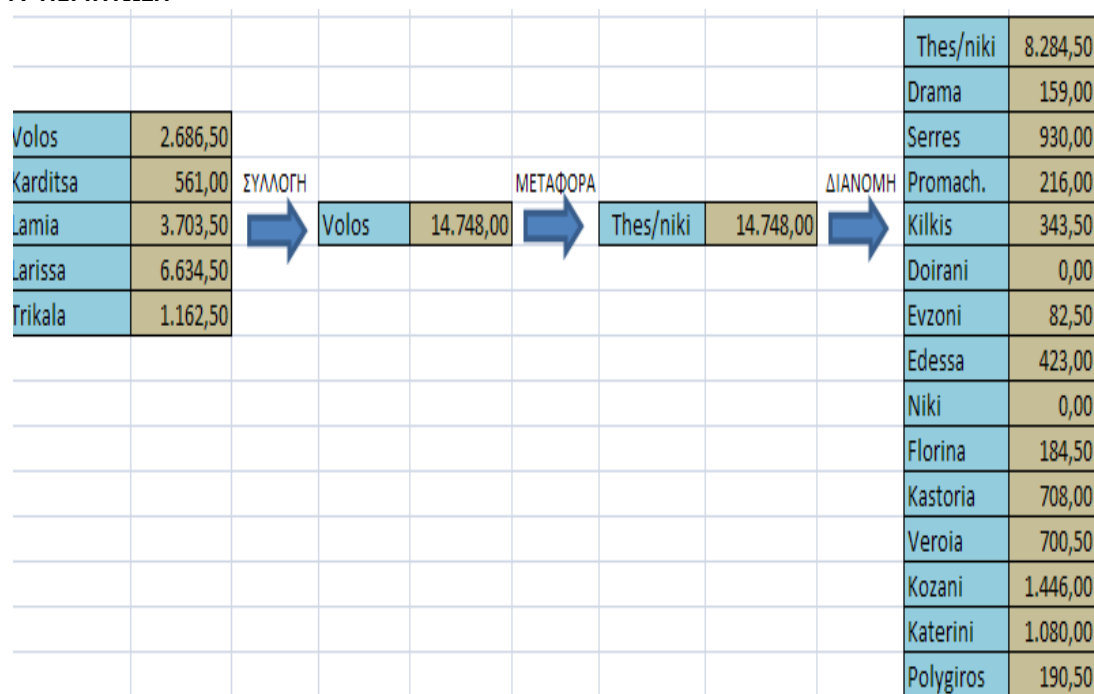 Thes/niki 8.284,50
Drama 159,00
Volos 2.686,50 Serres 930,00
Karditsa 561,00 ΣΥΛΛΟΓΗ ΜΕΤΑΦΟΡΑ ΔΙΑΝΟΜΗ Promach. 216,00
Lamia 3.703,50 Volos 14.748,00 Thes/niki 14.748,00 Kilkis 343,50
Larissa 6.634,50 Doirani 0,00
Trikala 1.162,50 Evzoni 82,50
Edessa 423,00
Niki 0,00
Florina 184,50
Kastoria 708,00
Veroia 700,50
Kozani 1.446,00
Katerini 1.080,00
Polygiros 190,50